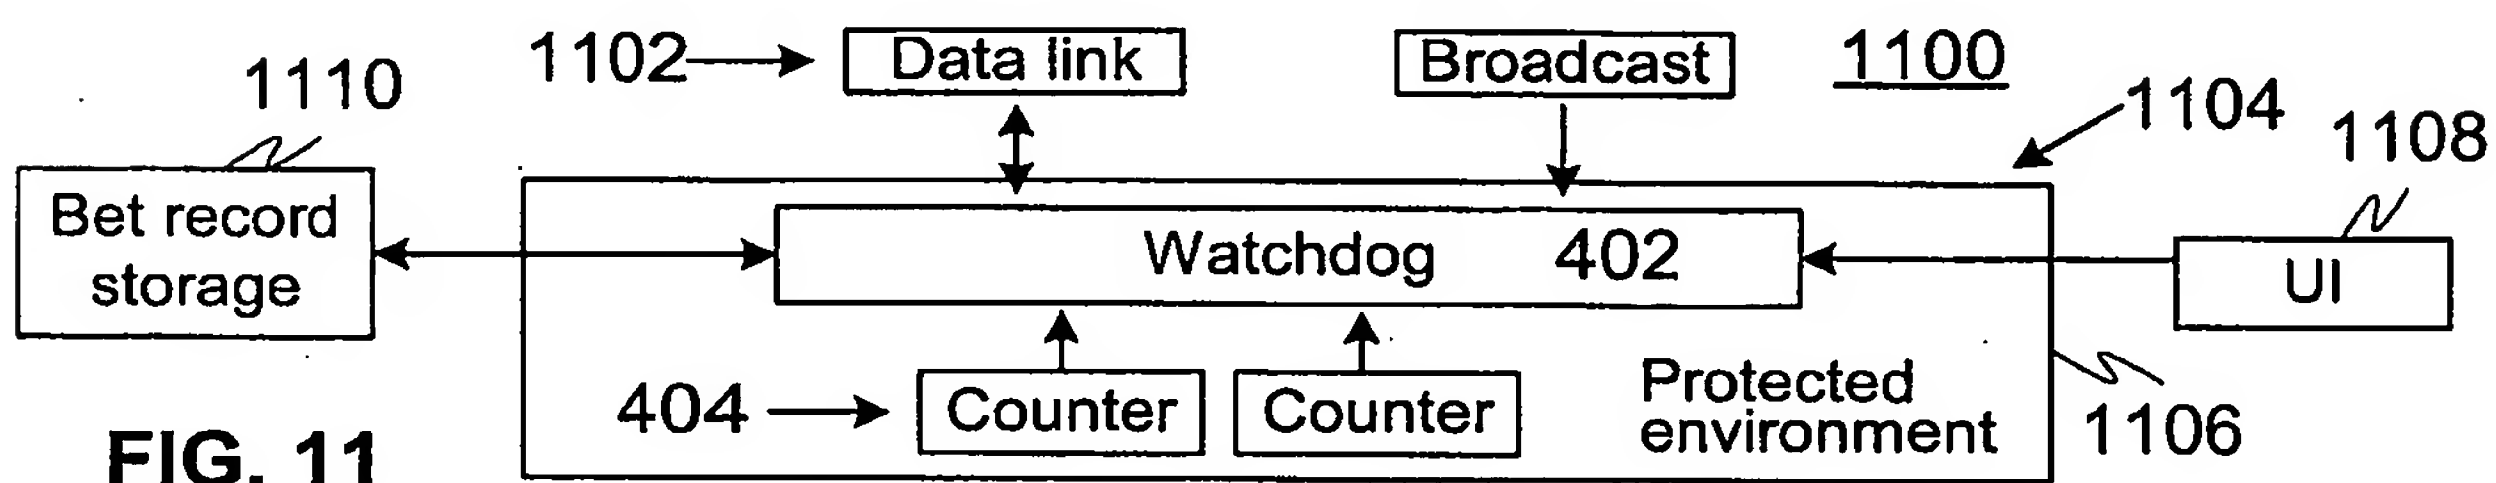 1102
Data link
Broadcast
1100
1110
1104
1108
Bet record
storage
Watchdog 402
UI
404
Counter
Counter
Protected
environment
1106
FIG. 11